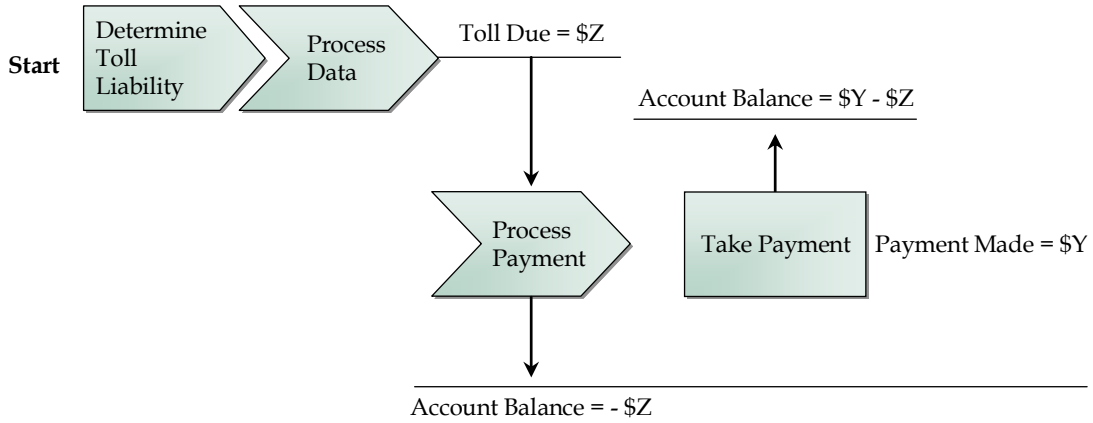 Start
Determine
Toll
Liability
Process
Data
Toll Due = $Z
Account Balance = $Y - $Z
Process
Payment
Take Payment
Payment Made = $Y
Account Balance = - $Z